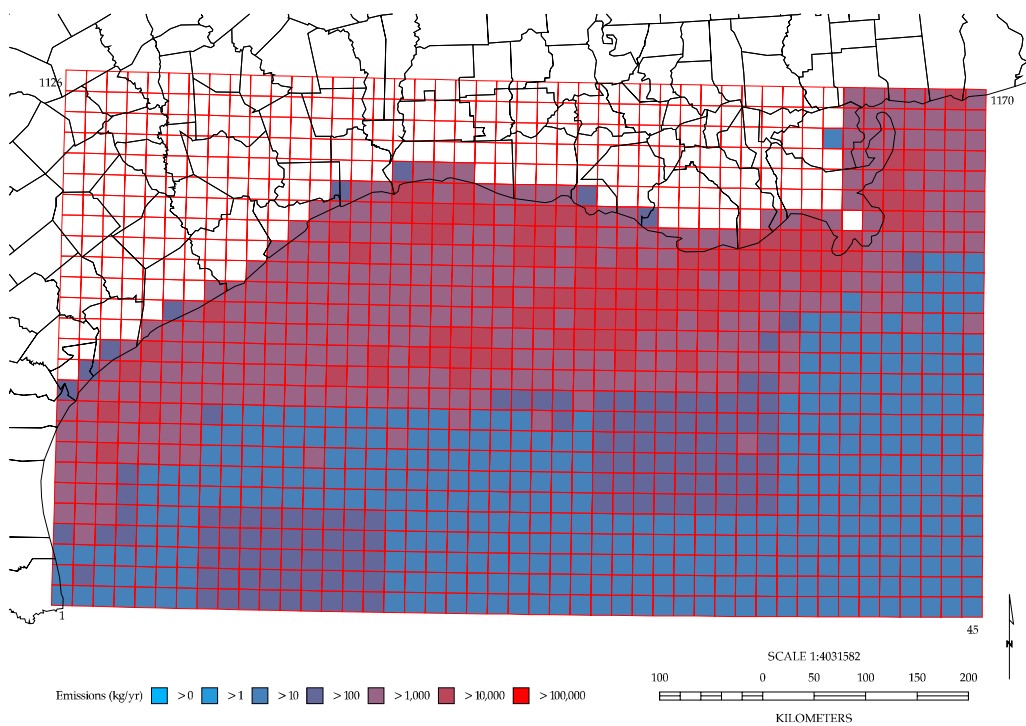 1126
1170
1
45
SCALE 1:4031582
N
Emissions (kg/yr) > 0 > 1 > 10 > 100 > 1,000 > 10,000 > 100,000
100 0 50 100 150 200
KILOMETERS